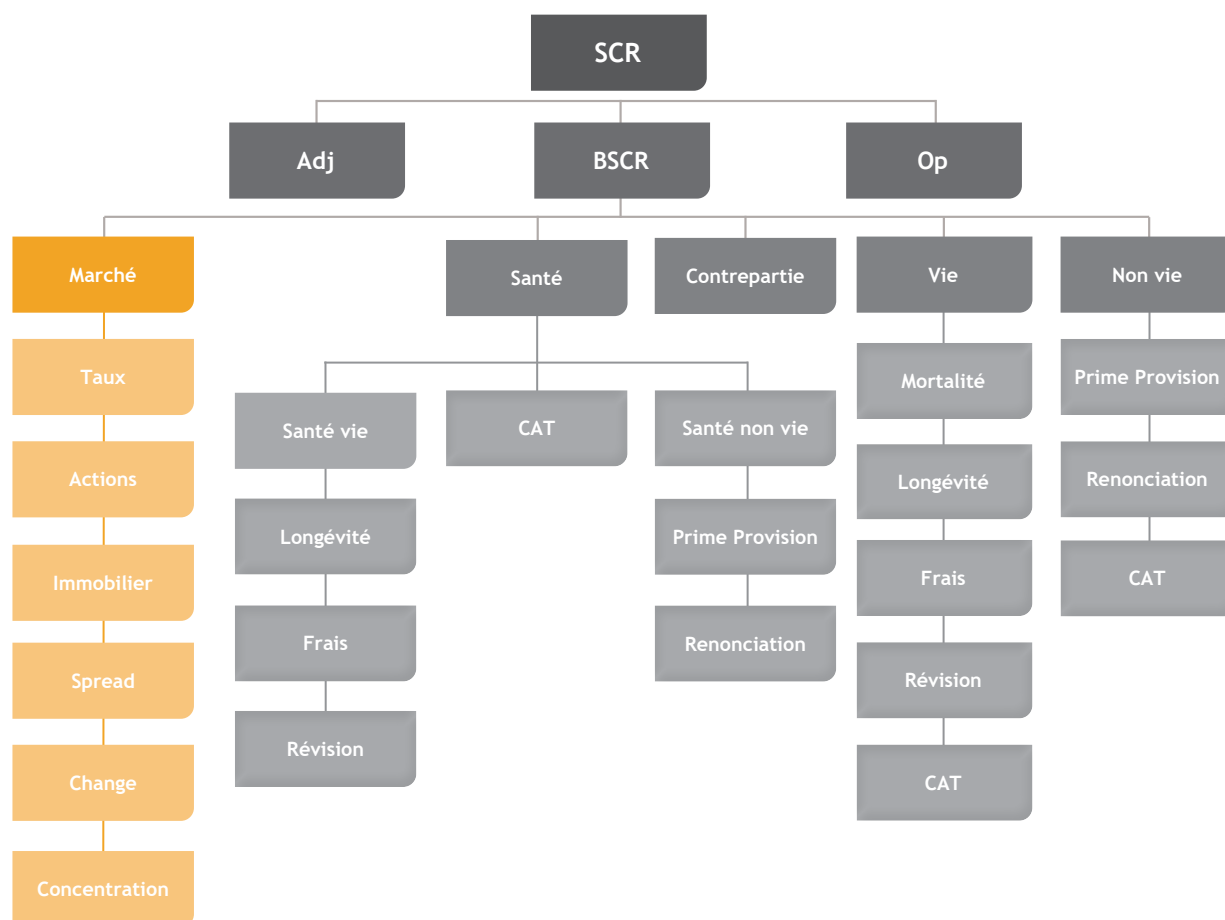 SCR
Adj
BSCR
Op
Marché
Santé
Contrepartie
Vie
Non vie
Taux
Actions
Immobilier
Spread
Change
Concentration
Santé vie
Longévité
Frais
Révision
CAT
Santé non vie
Prime Provision
Renonciation
Mortalité
Longévité
Frais
Révision
CAT
Prime Provision
Renonciation
CAT